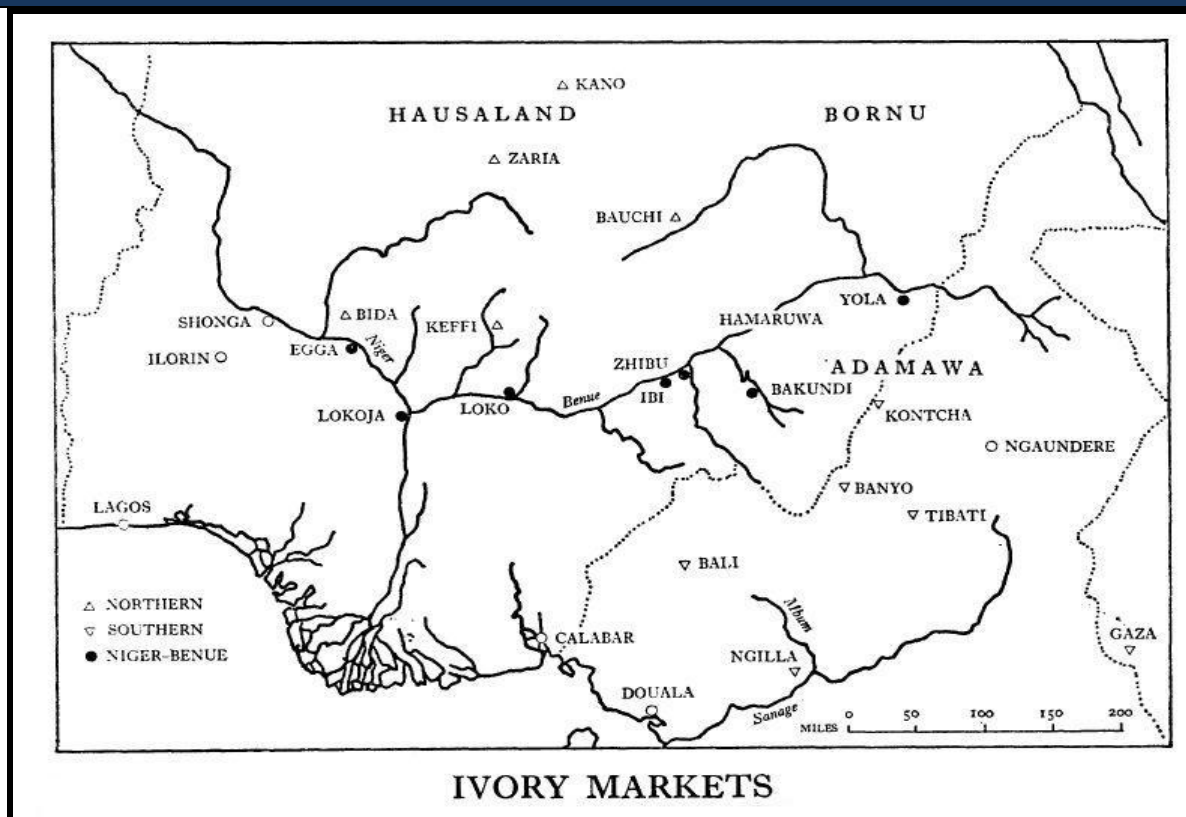 KANO
HAUSALAND
BORNU
ZARIA
BAUCHI
YOLA
SHONGA
BIDA
KEFFI
HAMARUWA
EGGA
Niger
ILORIN
ZHIBU
ADAMAWA
IBI
BAKUNDI
LOKOJA
LOKO
Benue
KONTCHA
NGAUNDERE
BANYO
LAGOS
TIBATI
BALI
NORTHERN
SOUTHERN
NIGER-BENUE
Mbum
CALABAR
GAZA
NGILLA
DOUALA
Sanage
MILES 0 50 100 150 200
IVORY MARKETS